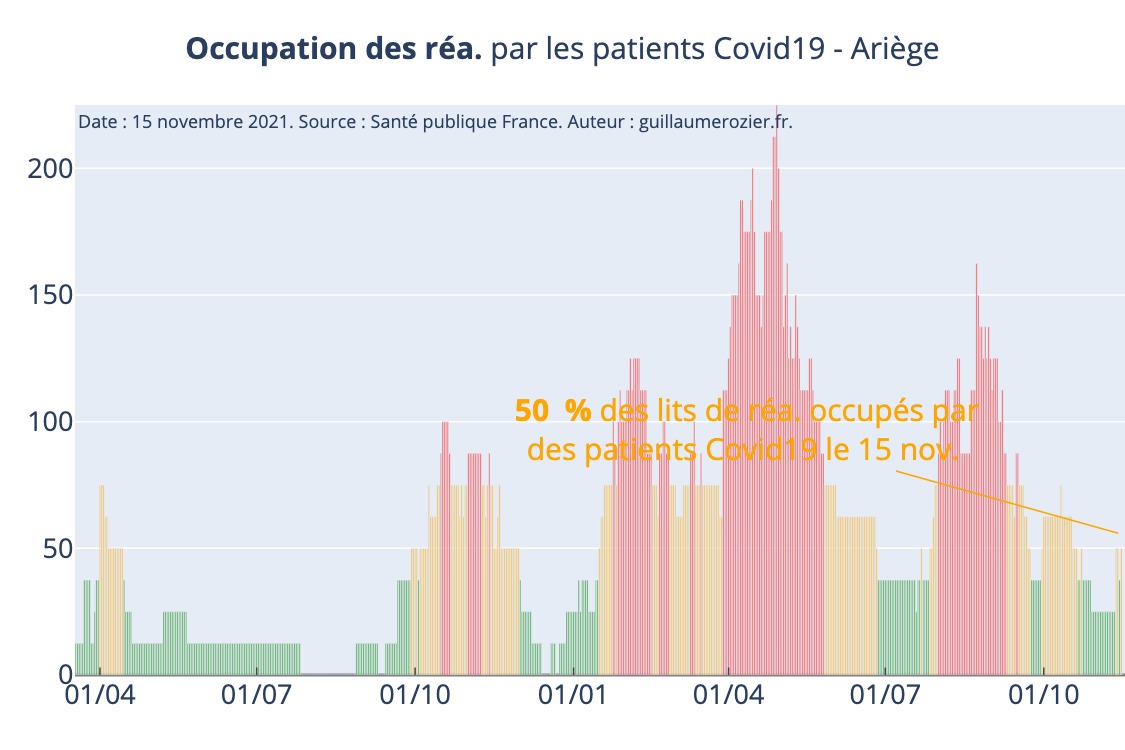 Occupation des réa. par les patients Covid19 - Ariège
Date : 15 novembre 2021. Source : Santé publique France. Auteur : guillaumerozier.fr.
200
150
50 % des lits de réa. occupés par
des patients Covid19 le 15 nov.
100
50
0
01/04 01/07 01/10 01/01 01/04 01/07 01/10